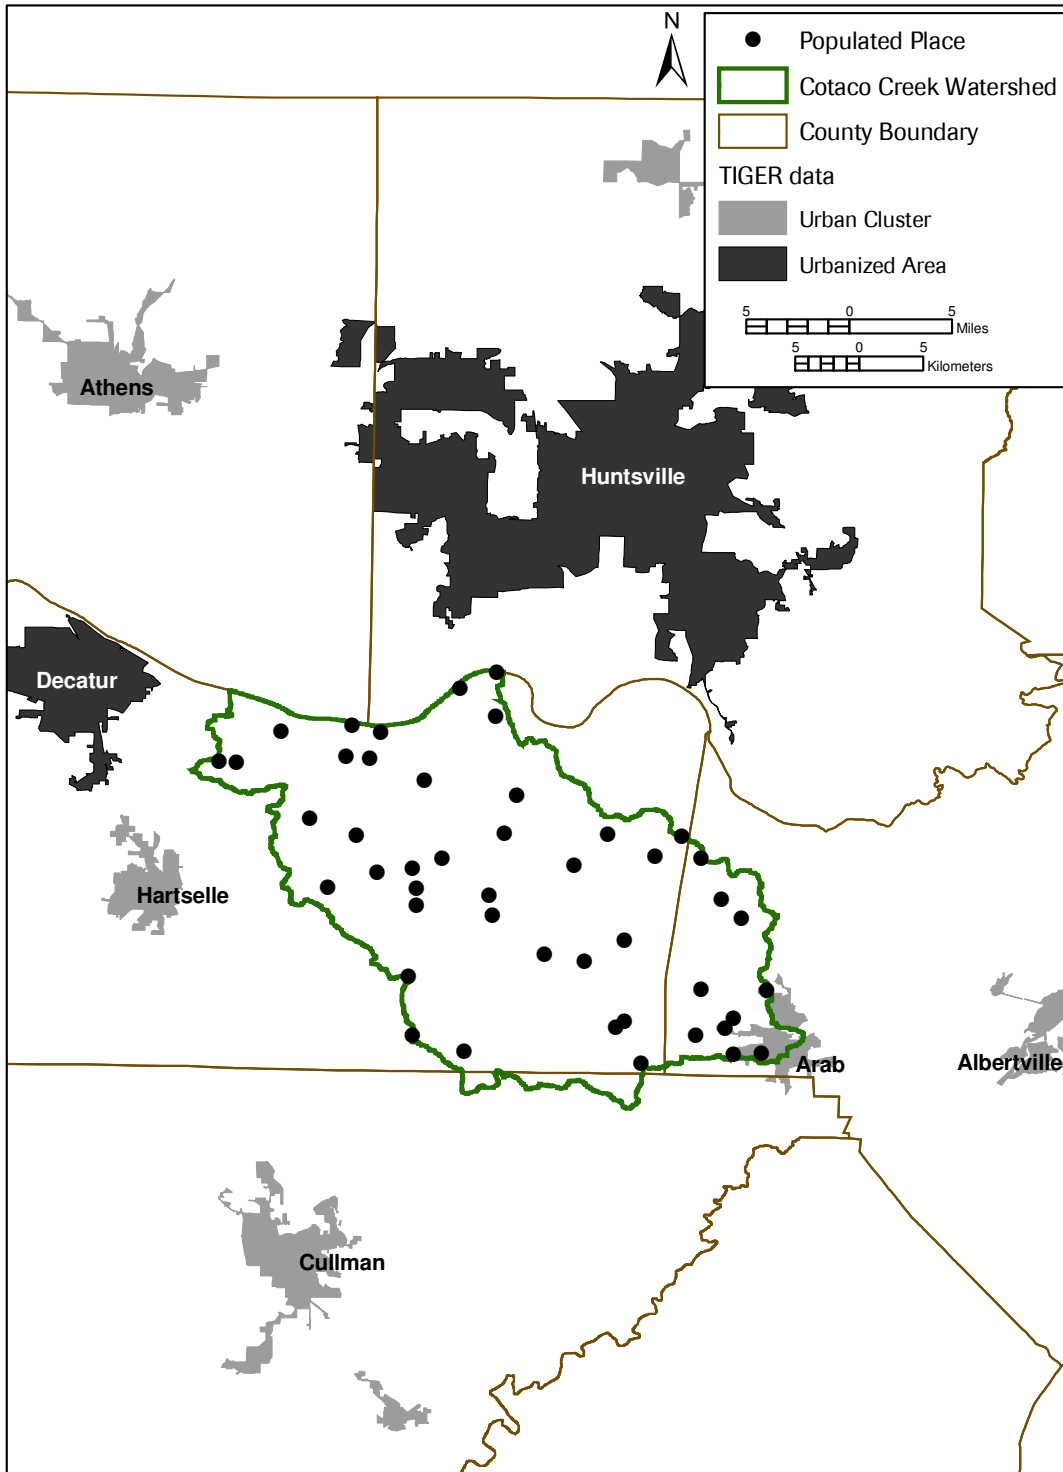 N
Populated Place
Cotaco Creek Watershed
County Boundary
TIGER data
Urban Cluster
Urbanized Area
5 0 5
Miles
5 0 5
Kilometers
Athens
Huntsville
Decatur
Hartselle
Arab
Albertville
Cullman